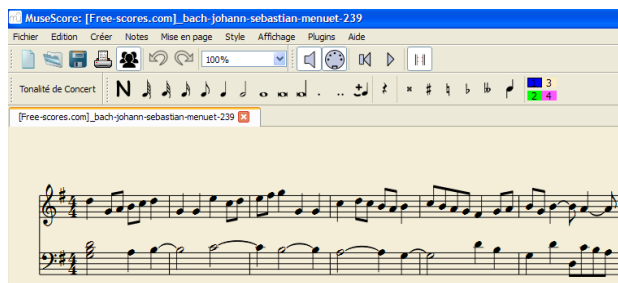 MuseScore: [Free-scores.com]_bach-johann-sebastian-menuet-239
Fichier Edition Créer Notes Mise en page Style Affichage Plugins Aide
100%
Tonalité de Concert N 1 3
2 4
[Free-scores.com]_bach-johann-sebastian-menuet-239